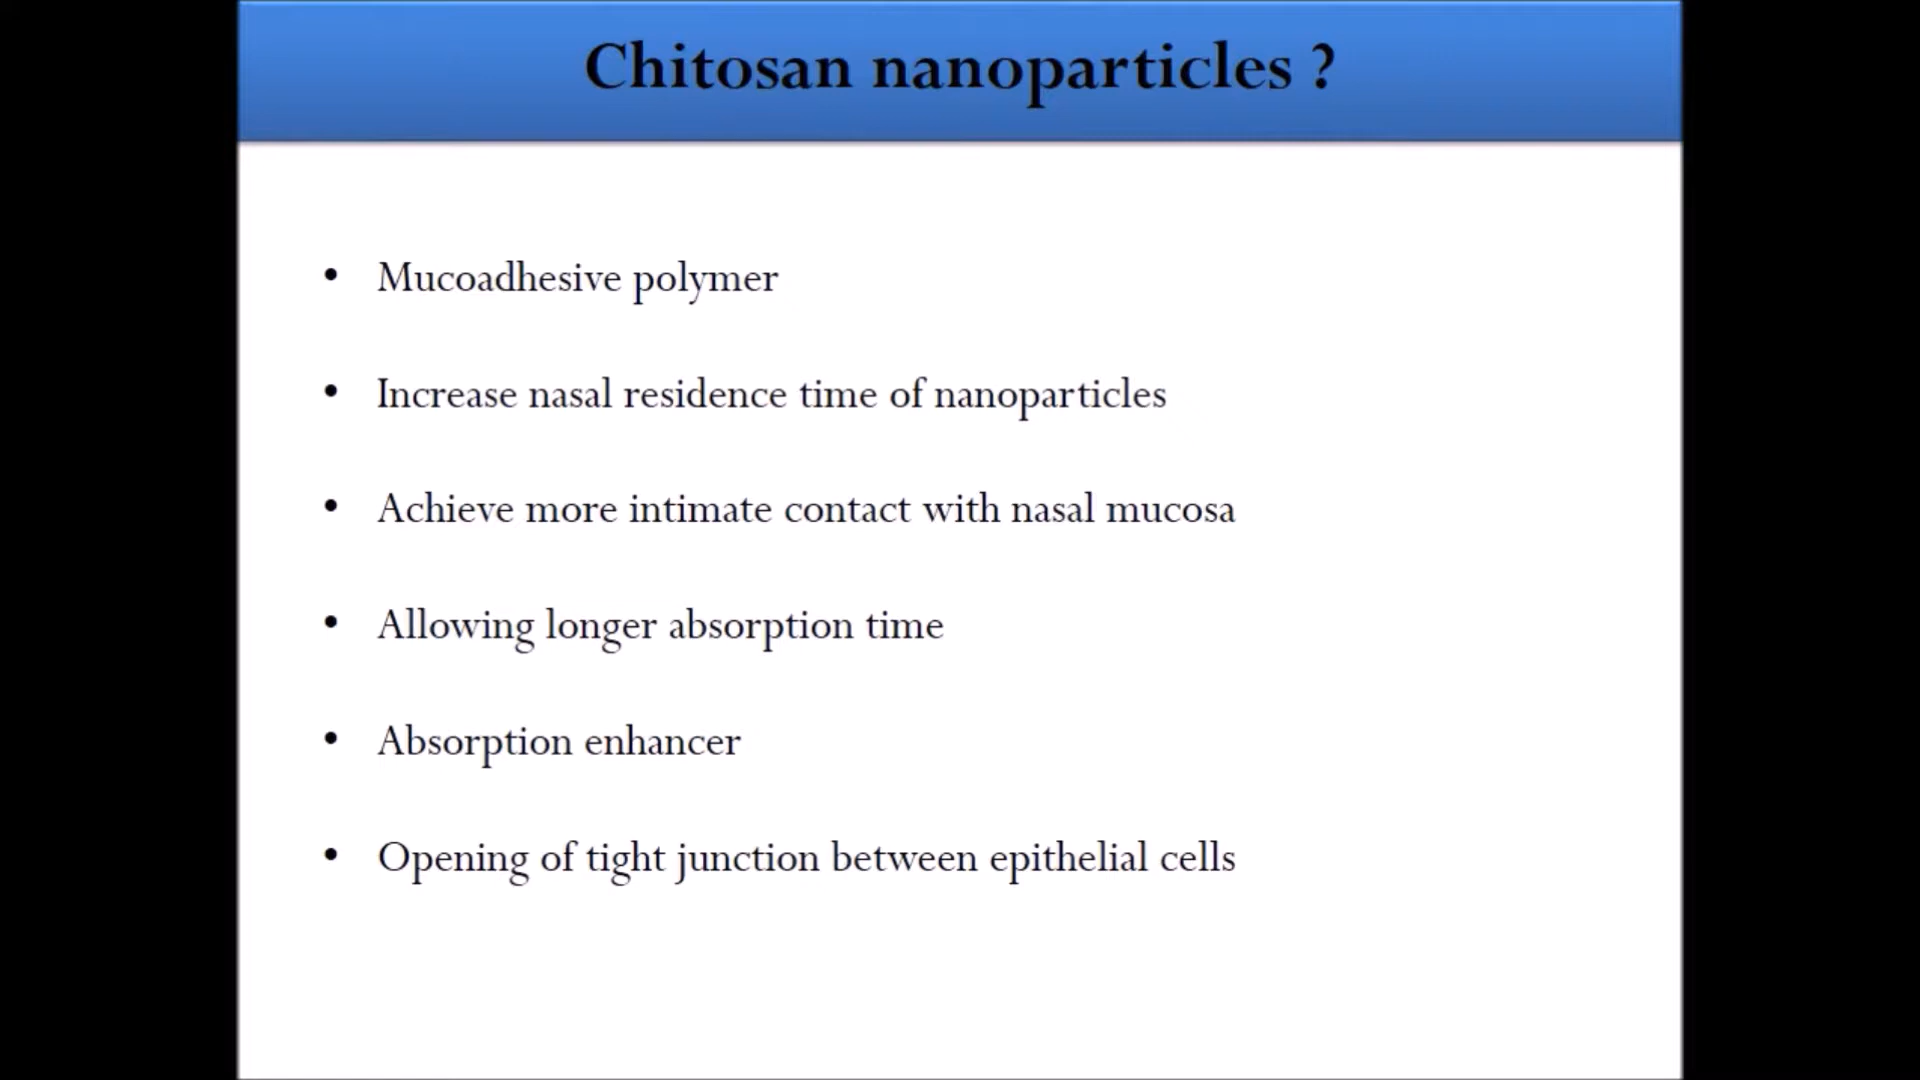 Chitosan nanoparticles ?
• Mucoadhesive polymer
• Increase nasal residence time of nanoparticles
• Achieve more intimate contact with nasal mucosa
• Allowing longer absorption time
• Absorption enhancer
• Opening of tight junction between epithelial cells